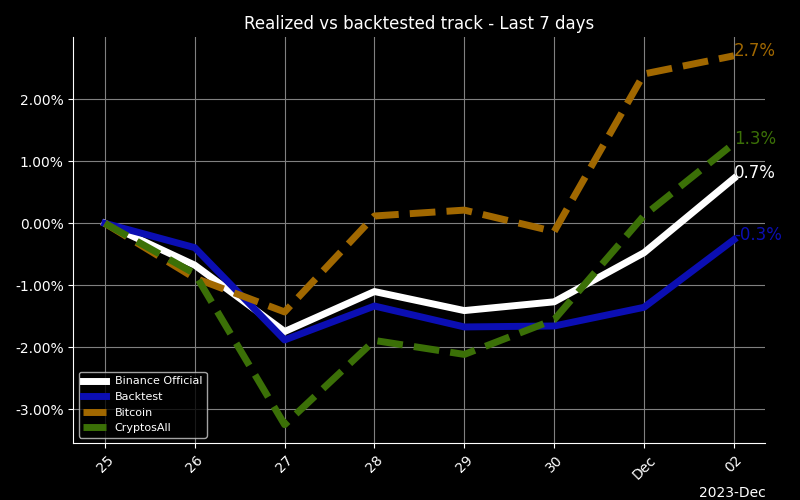 Realized vs backtested track - Last 7 days
2.7%
2.00%
1.3%
1.00%
0.7%
0.00%
-0.3%
-1.00%
-2.00%
-3.00%
Binance Official
Backtest
Bitcoin
CryptosAll
25 26 27 28 29 30 Dec 02
2023-Dec